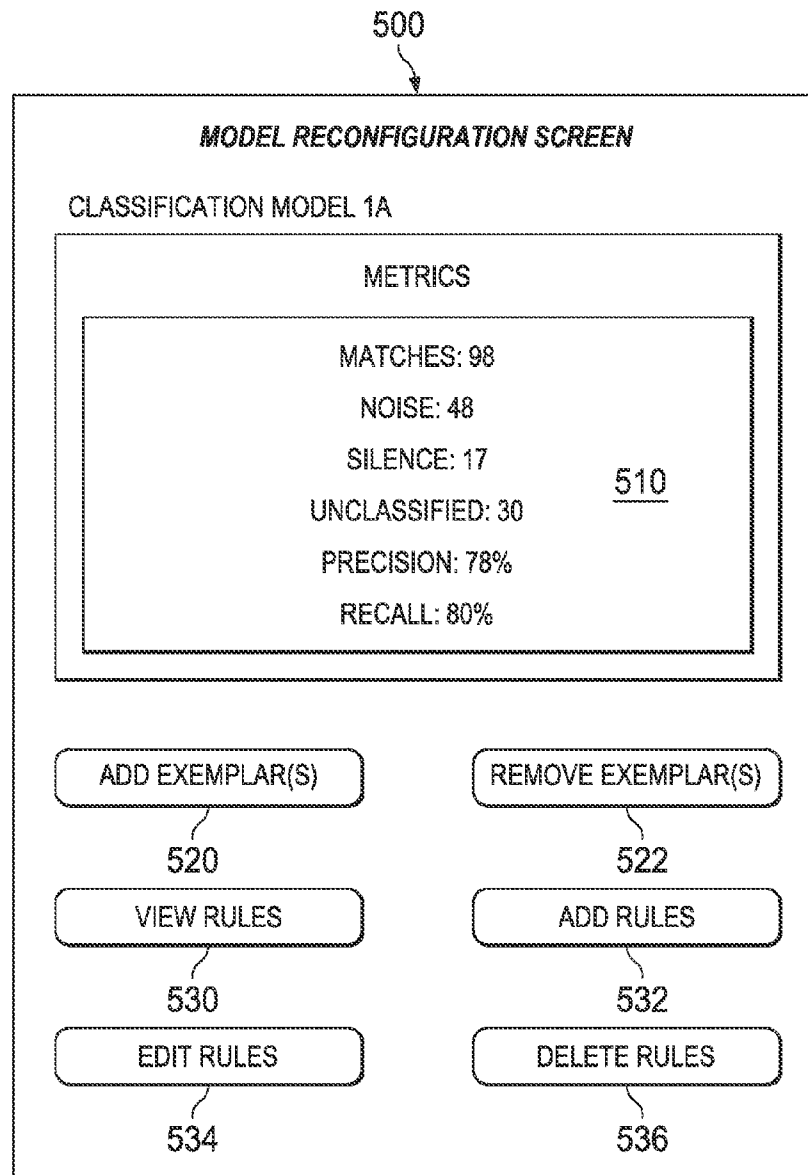 500
MODEL RECONFIGURATION SCREEN
CLASSIFICATION MODEL 1A
METRICS
MATCHES: 98
NOISE: 48
SILENCE: 17
510
UNCLASSIFIED: 30
PRECISION: 78%
RECALL: 80%
ADD EXEMPLAR(S)
REMOVE EXEMPLAR(S)
520
522
VIEW RULES
ADD RULES
530
532
EDIT RULES
DELETE RULES
534
536